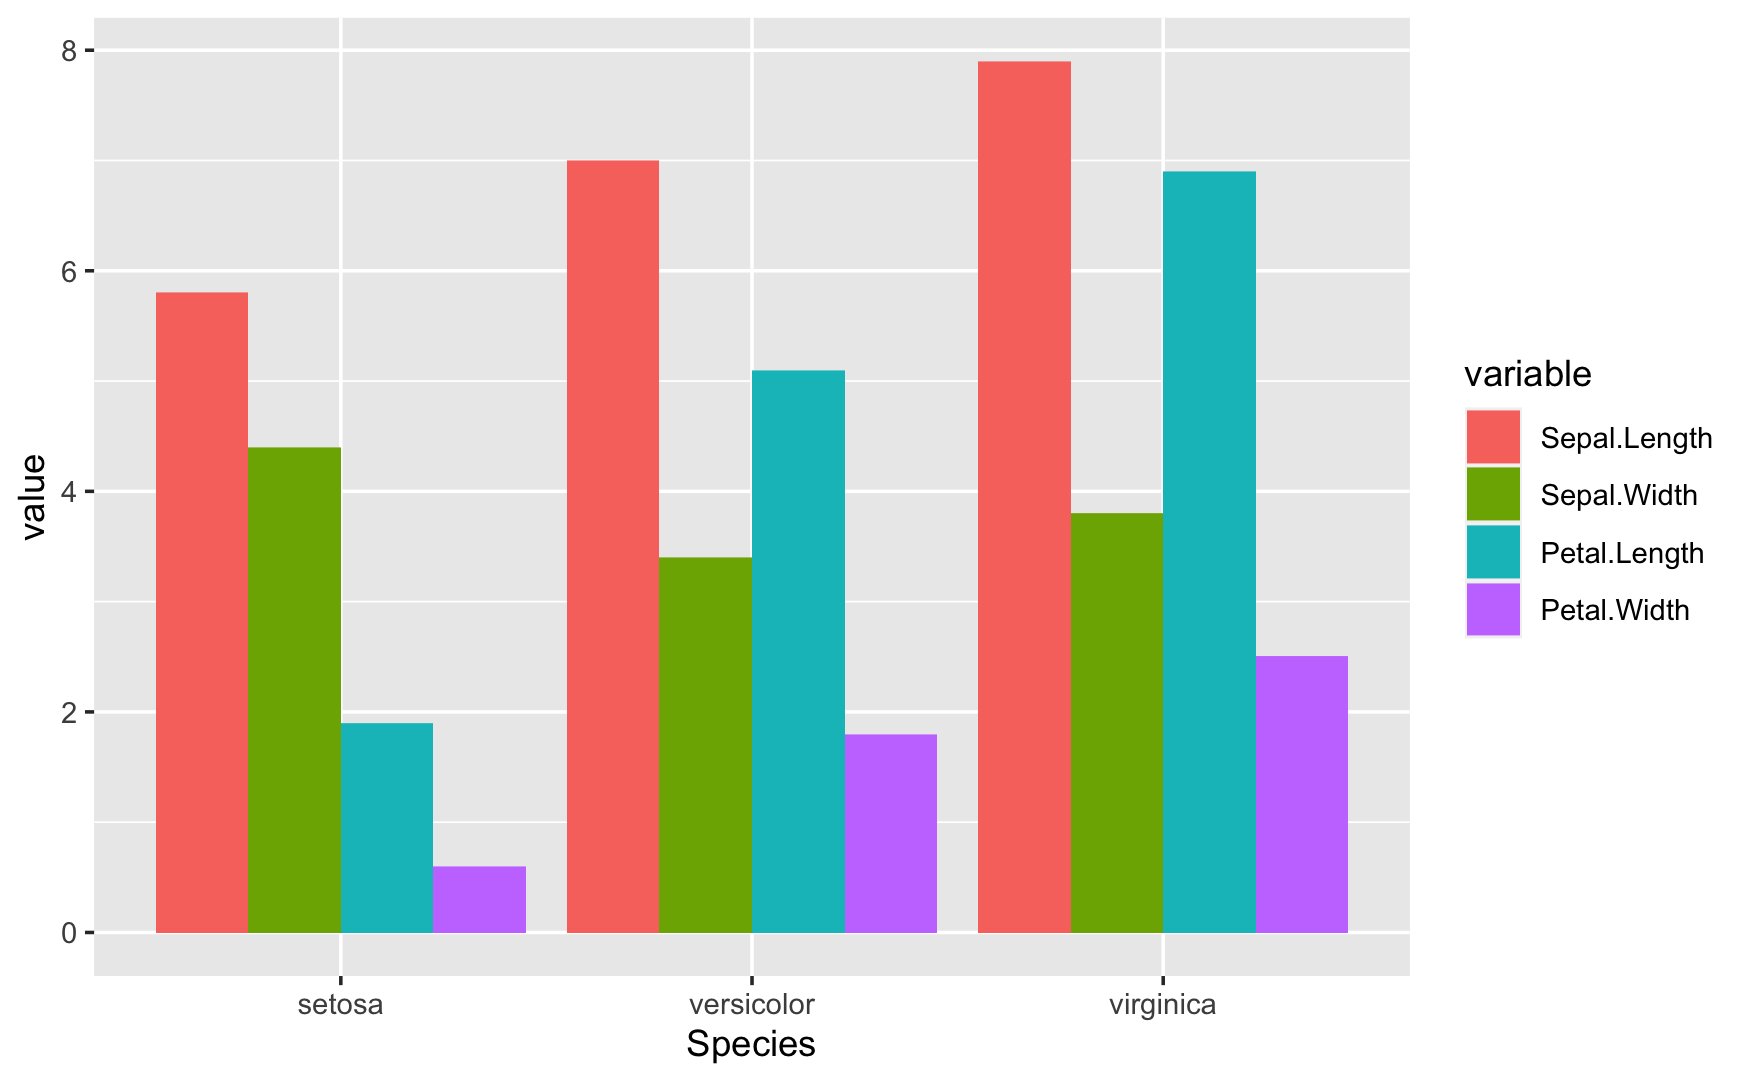 8
6
4
2
0
value
setosa
versicolor
virginica
Species
variable
Sepal.Length
Sepal.Width
Petal.Length
Petal.Width